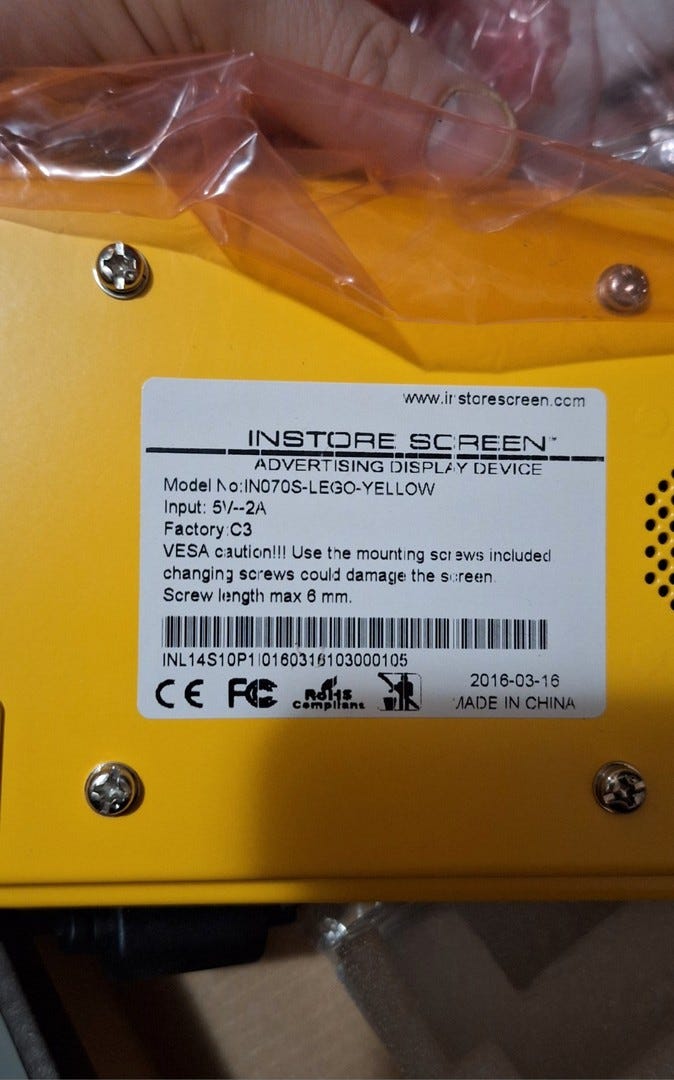 www.instorescreen.com
INSTORE SCREEN™
ADVERTISING DISPLAY DEVICE
Model No:IN070S-LEGO-YELLOW
Input: 5V--2A
Factory:C3
VESA caution!!! Use the mounting screws included
changing screws could damage the screen.
Screw length max 6 mm.
INL14S10P1I0160316103000105
2016-03-16
CE FC RoHS
Compliant
MADE IN CHINA